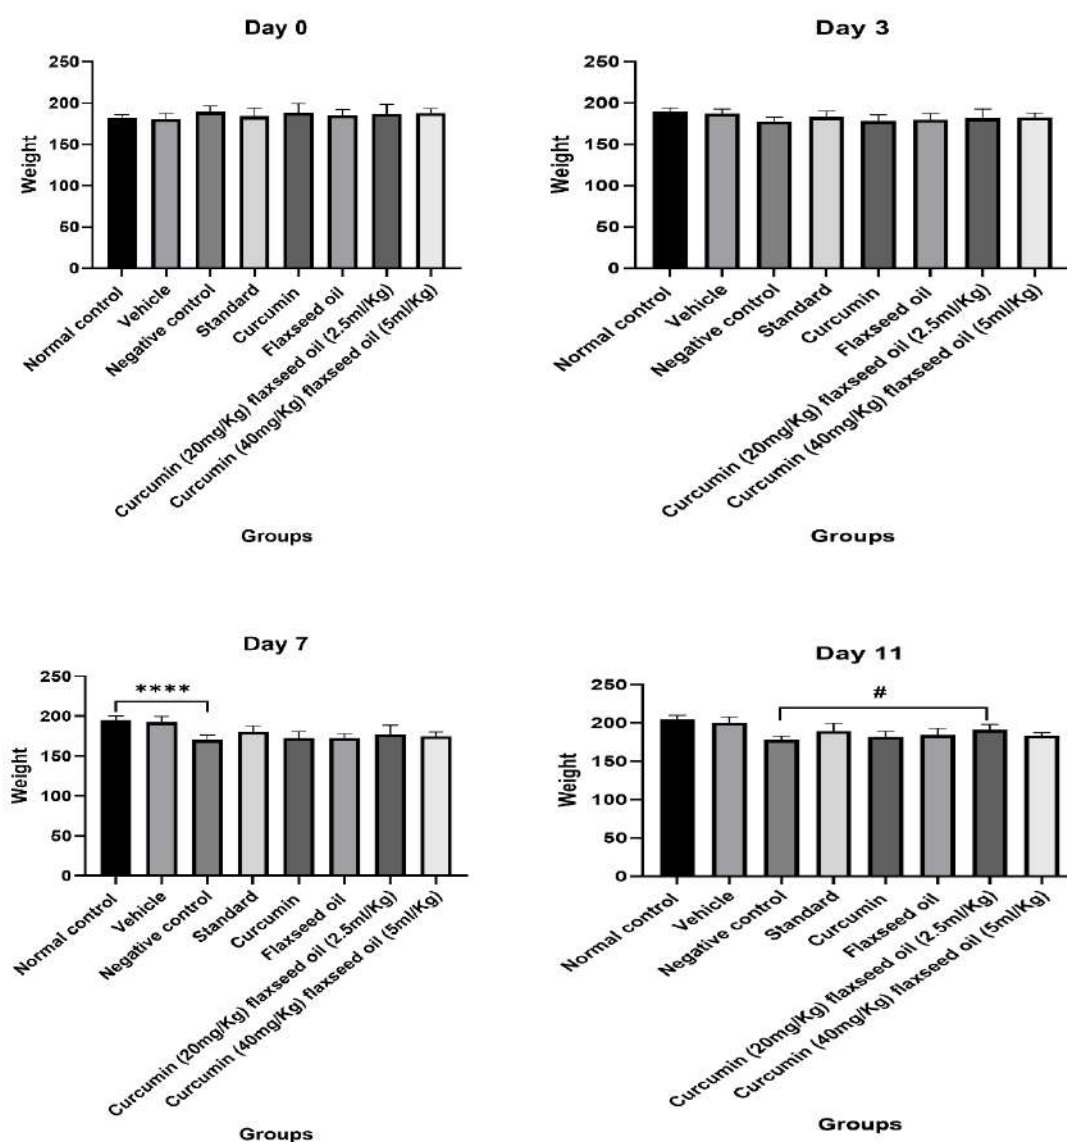 Day 0
250
200
150
100
50
0
Weight
Normal control
Vehicle
Negative control
Standard
Curcumin
Flaxseed oil
Curcumin (20mg/Kg) flaxseed oil (2.5ml/Kg)
Curcumin (40mg/Kg) flaxseed oil (5ml/Kg)
Groups
Day 3
250
200
150
100
50
0
Weight
Normal control
Vehicle
Negative control
Standard
Curcumin
Flaxseed oil
Curcumin (20mg/Kg) flaxseed oil (2.5ml/Kg)
Curcumin (40mg/Kg) flaxseed oil (5ml/Kg)
Groups
Day 7
250
200
150
100
50
0
Weight
****
Normal control
Vehicle
Negative control
Standard
Curcumin
Flaxseed oil
Curcumin (20mg/Kg) flaxseed oil (2.5ml/Kg)
Curcumin (40mg/Kg) flaxseed oil (5ml/Kg)
Groups
Day 11
250
200
150
100
50
0
Weight
#
Normal control
Vehicle
Negative control
Standard
Curcumin
Flaxseed oil
Curcumin (20mg/Kg) flaxseed oil (2.5ml/Kg)
Curcumin (40mg/Kg) flaxseed oil (5ml/Kg)
Groups